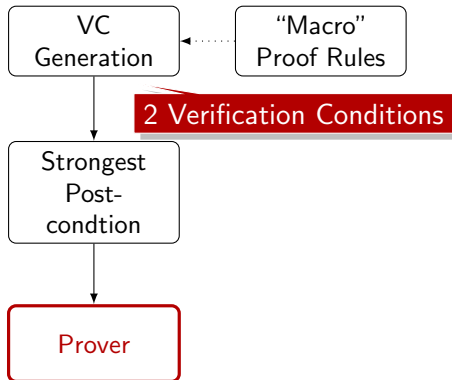 VC
Generation
“Macro”
Proof Rules
2 Verification Conditions
Strongest
Post-
condtion
Prover